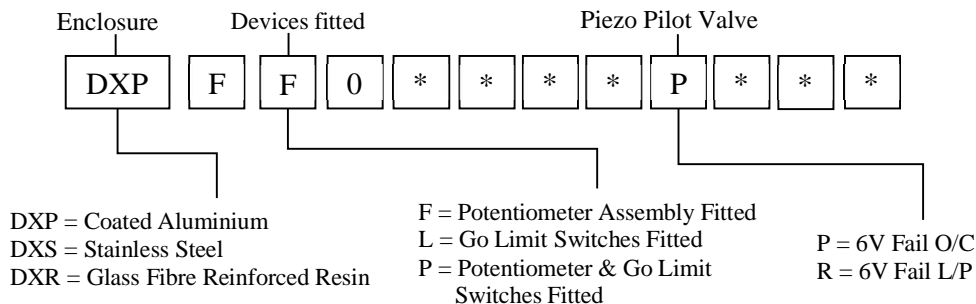 Enclosure Devices fitted Piezo Pilot Valve
DXP F F 0 * * * * P * * *
DXP = Coated Aluminium
DXS = Stainless Steel
DXR = Glass Fibre Reinforced Resin
F = Potentiometer Assembly Fitted
L = Go Limit Switches Fitted
P = Potentiometer & Go Limit
Switches Fitted
P = 6V Fail O/C
R = 6V Fail L/P